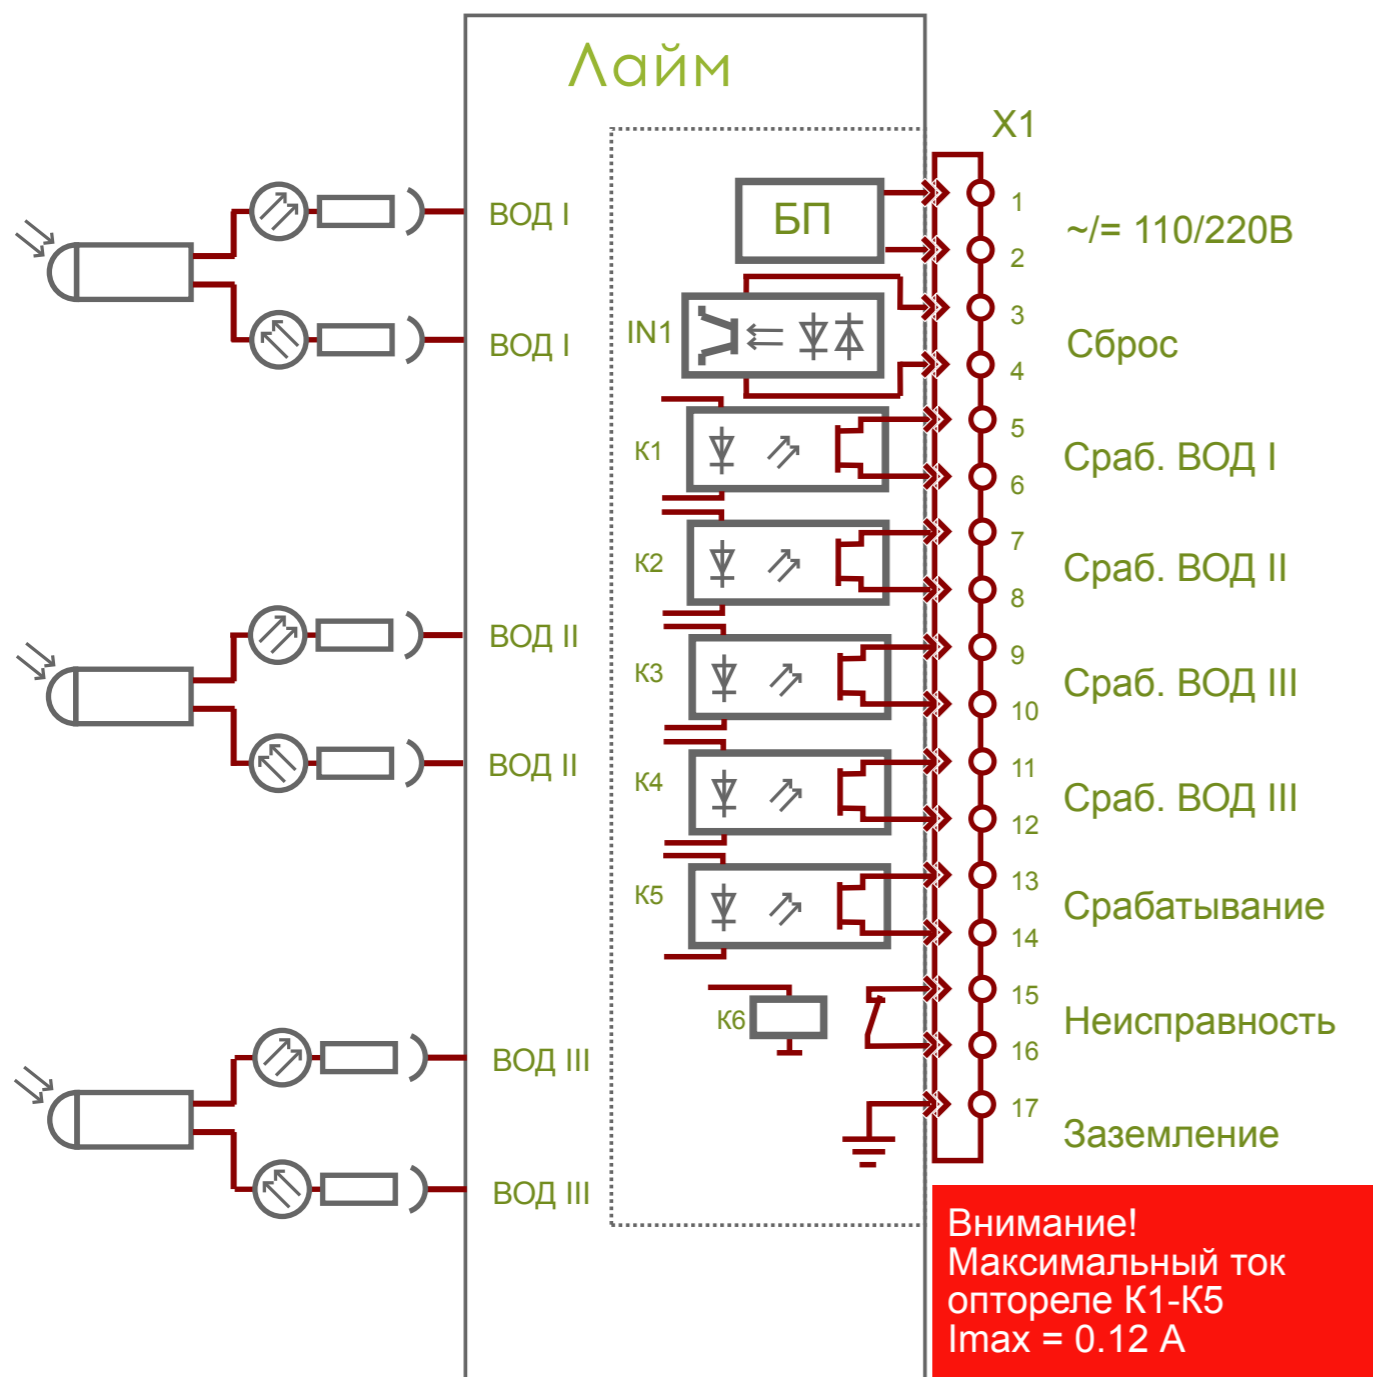 Лайм
X1
ВОД I
ВОД I
ВОД II
ВОД II
ВОД III
ВОД III
БП
IN1
К1
К2
К3
К4
К5
К6
1
2
~/= 110/220В
3
4
Сброс
5
6
Сраб. ВОД I
7
8
Сраб. ВОД II
9
10
Сраб. ВОД III
11
12
Сраб. ВОД III
13
14
Срабатывание
15
16
Неисправность
17
Заземление
Внимание!
Максимальный ток
оптореле К1-К5
Imax = 0.12 А